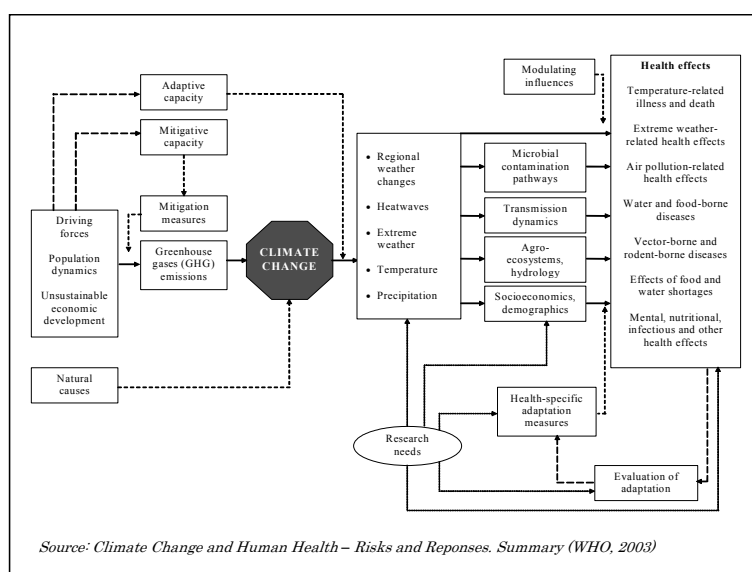 Adaptive
capacity
Mitigative
capacity
Mitigation
measures
Driving
forces
Population
dynamics
Unsustainable
economic
development
Greenhouse
gases (GHG)
emissions
Natural
causes
CLIMATE
CHANGE
• Regional
weather
changes
• Heatwaves
• Extreme
weather
• Temperature
• Precipitation
Modulating
influences
Microbial
contamination
pathways
Transmission
dynamics
Agro-
ecosystems,
hydrology
Socioeconomics,
demographics
Health effects
Temperature-related
illness and death
Extreme weather-
related health effects
Air pollution-related
health effects
Water and food-borne
diseases
Vector-borne and
rodent-borne diseases
Effects of food and
water shortages
Mental, nutritional,
infectious and other
health effects
Research
needs
Health-specific
adaptation
measures
Evaluation of
adaptation
Source: Climate Change and Human Health – Risks and Reponses. Summary (WHO, 2003)